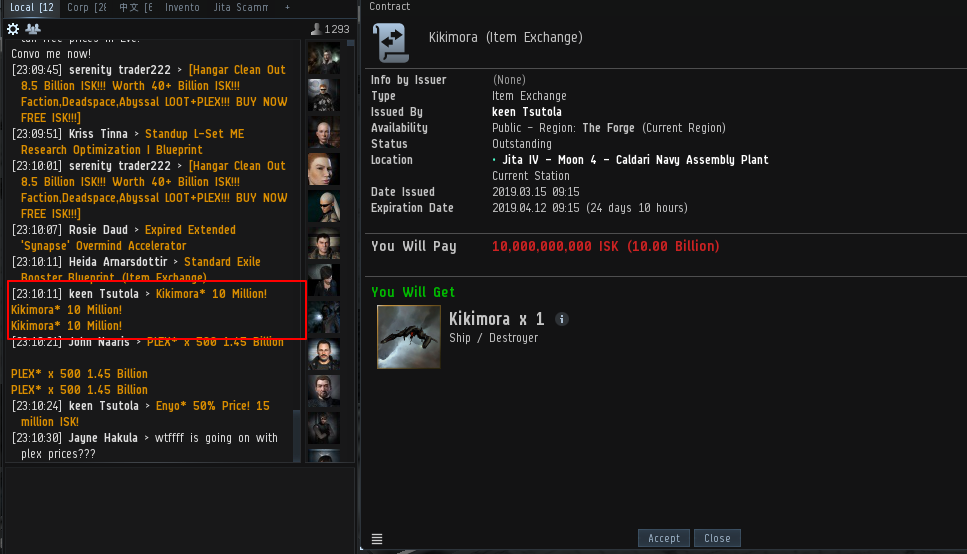 Local [12
Corp [28
中文 [6
Invento
Jita Scamm
+
1293
Convo me now!
[23:09:45] serenity trader222 > [Hangar Clean Out
8.5 Billion ISK!!! Worth 40+ Billion ISK!!!
Faction,Deadspace,Abyssal LOOT+PLEX!!! BUY NOW
FREE ISK!!!]
[23:09:51] Kriss Tinna > Standup L-Set ME
Research Optimization I Blueprint
[23:10:01] serenity trader222 > [Hangar Clean Out
8.5 Billion ISK!!! Worth 40+ Billion ISK!!!
Faction,Deadspace,Abyssal LOOT+PLEX!!! BUY NOW
FREE ISK!!!]
[23:10:07] Rosie Daud > Expired Extended
'Synapse' Overmind Accelerator
[23:10:11] Heida Arnarsdottir > Standard Exile
Booster Blueprint (Item Exchange)
[23:10:11] keen Tsutola > Kikimora* 10 Million!
Kikimora* 10 Million!
Kikimora* 10 Million!
[23:10:21] John Naaris > PLEX* x 500 1.45 Billion
PLEX* x 500 1.45 Billion
PLEX* x 500 1.45 Billion
[23:10:24] keen Tsutola > Enyo* 50% Price! 15
million ISK!
[23:10:30] Jayne Hakula > wtffff is going on with
plex prices???
Contract
Kikimora (Item Exchange)
Info by Issuer (None)
Type Item Exchange
Issued By keen Tsutola
Availability Public - Region: The Forge (Current Region)
Status Outstanding
Location • Jita IV - Moon 4 - Caldari Navy Assembly Plant
Current Station
Date Issued 2019.03.15 09:15
Expiration Date 2019.04.12 09:15 (24 days 10 hours)
You Will Pay 10.000,000,000 ISK (10.00 Billion)
You Will Get
Kikimora x 1
Ship / Destroyer
Accept
Close